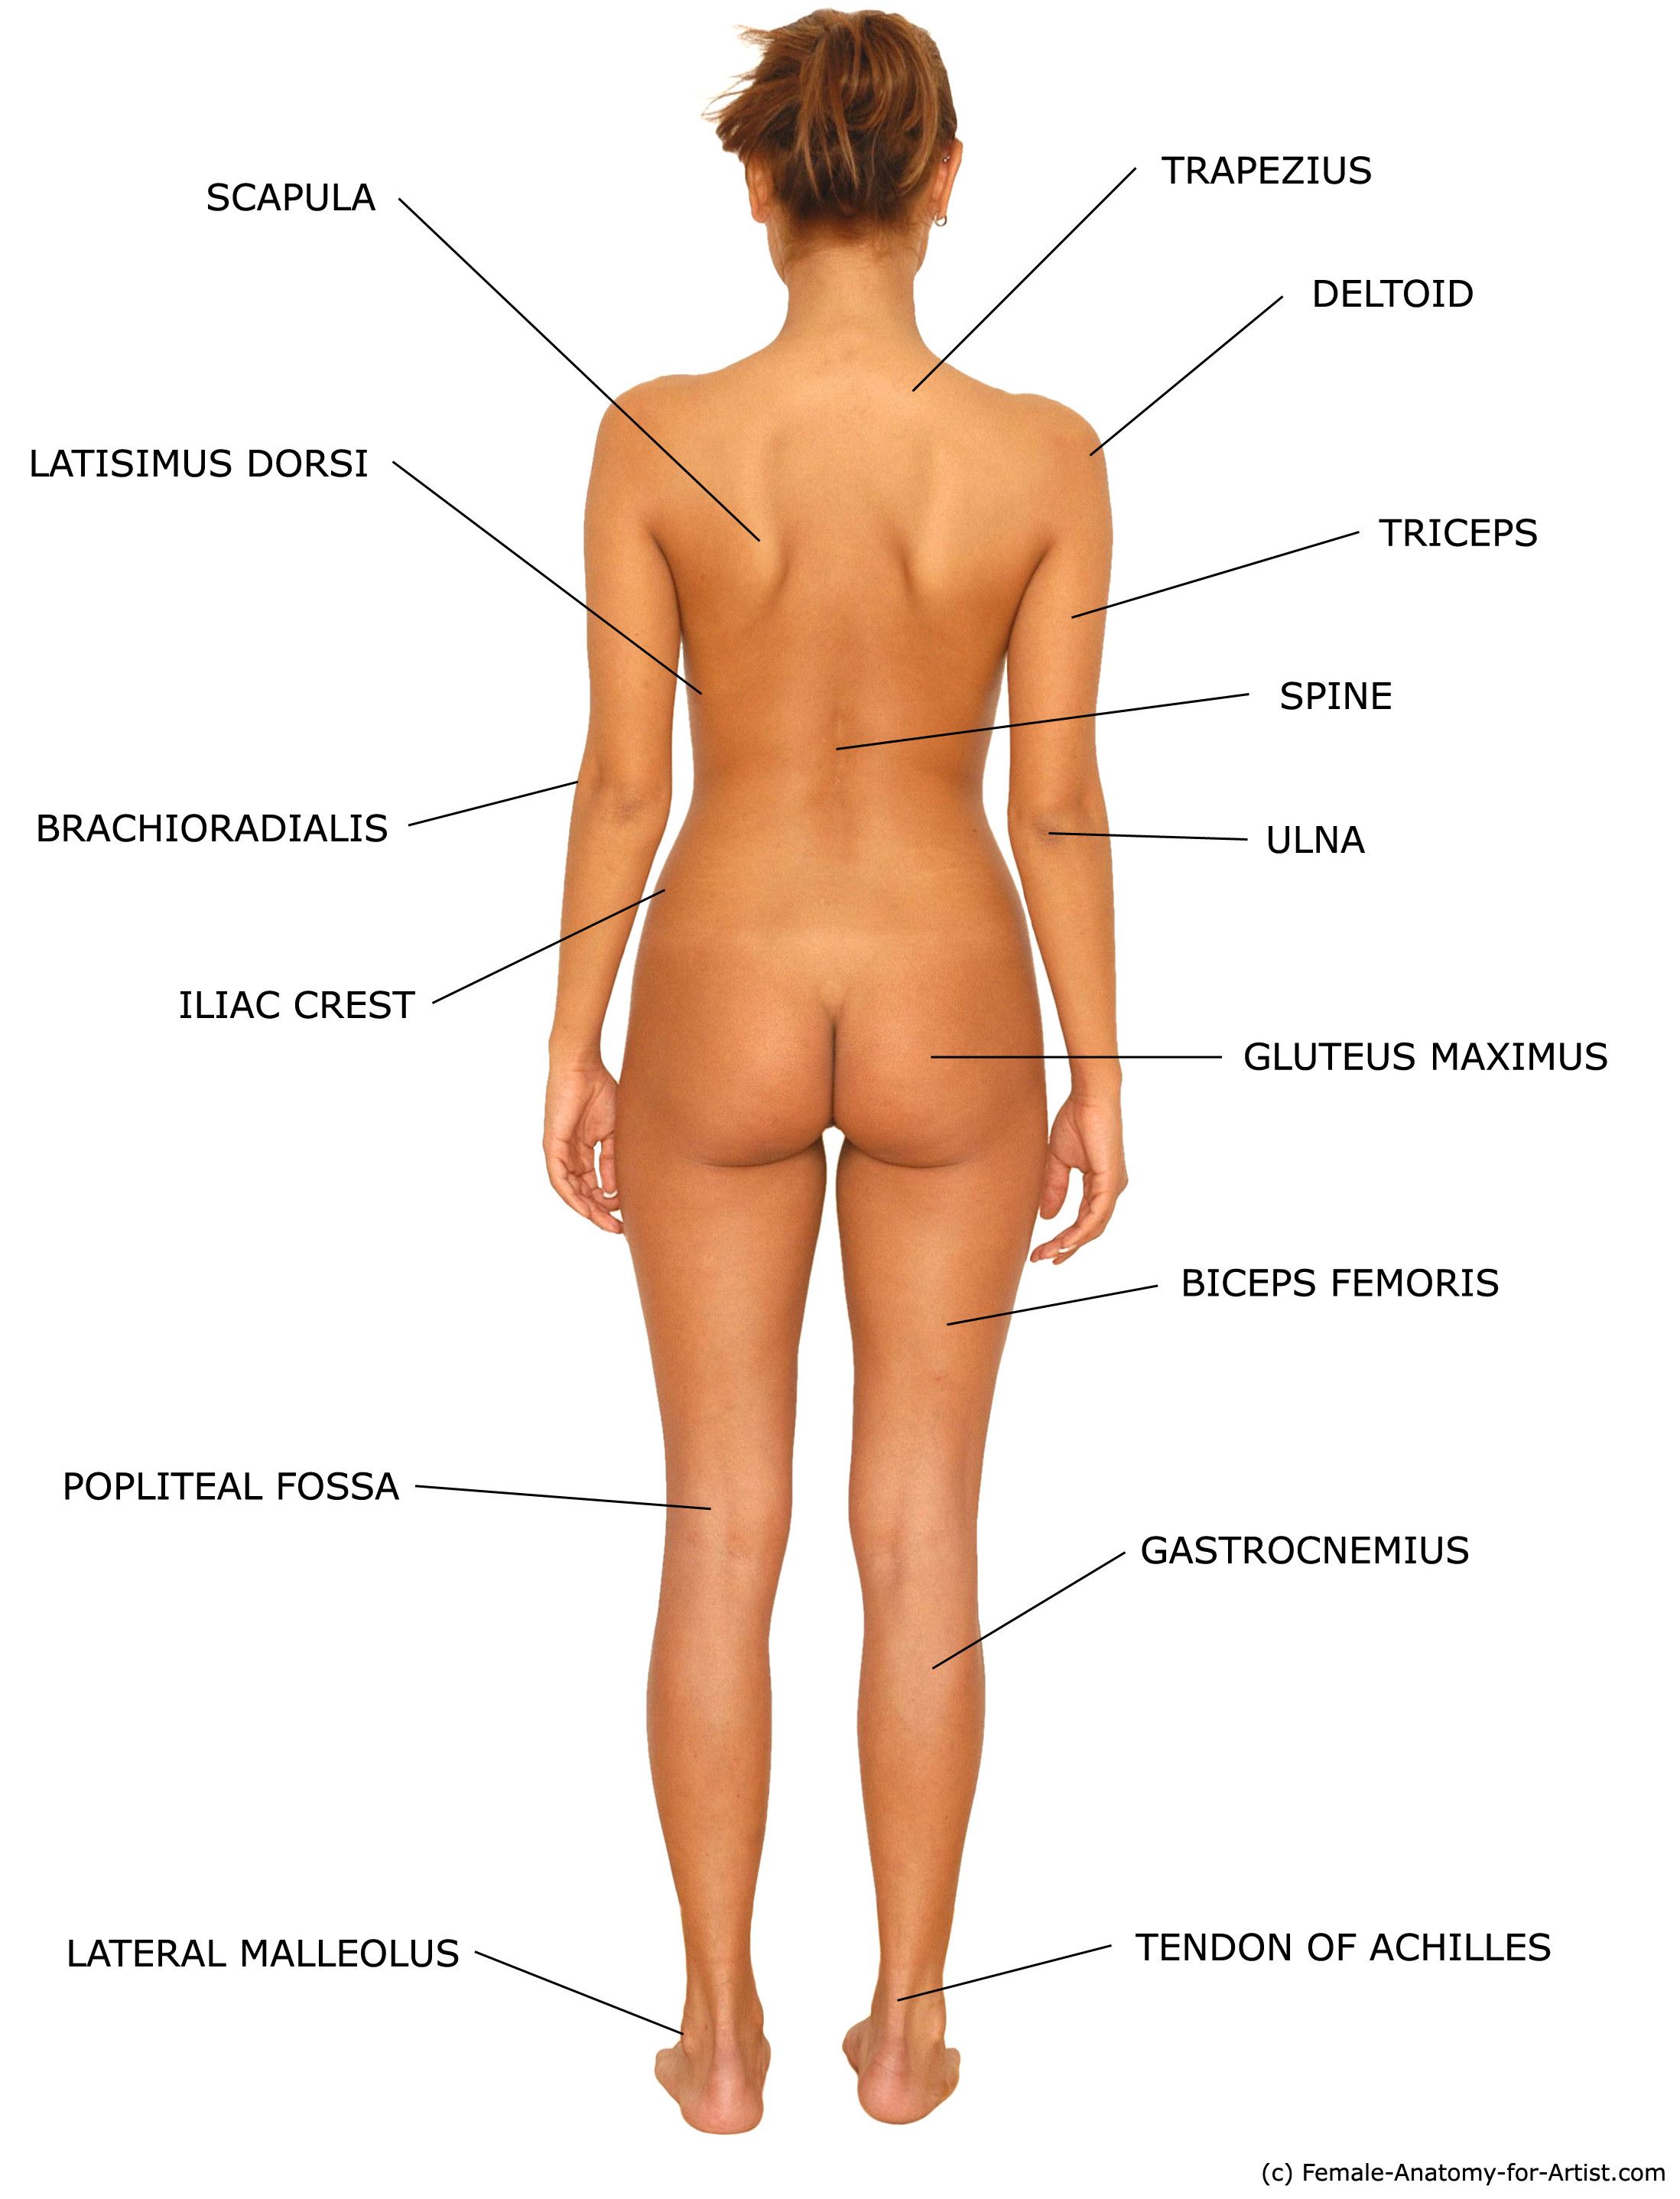 TRAPEZIUS
SCAPULA
DELTOID
LATISIMUS DORSI
TRICEPS
SPINE
BRACHIORADIALIS
ULNA
ILIAC CREST
GLUTEUS MAXIMUS
BICEPS FEMORIS
POPLITEAL FOSSA
GASTROCNEMIUS
TENDON OF ACHILLES
LATERAL MALLEOLUS
(c) Female-Anatomy-for-Artist.com